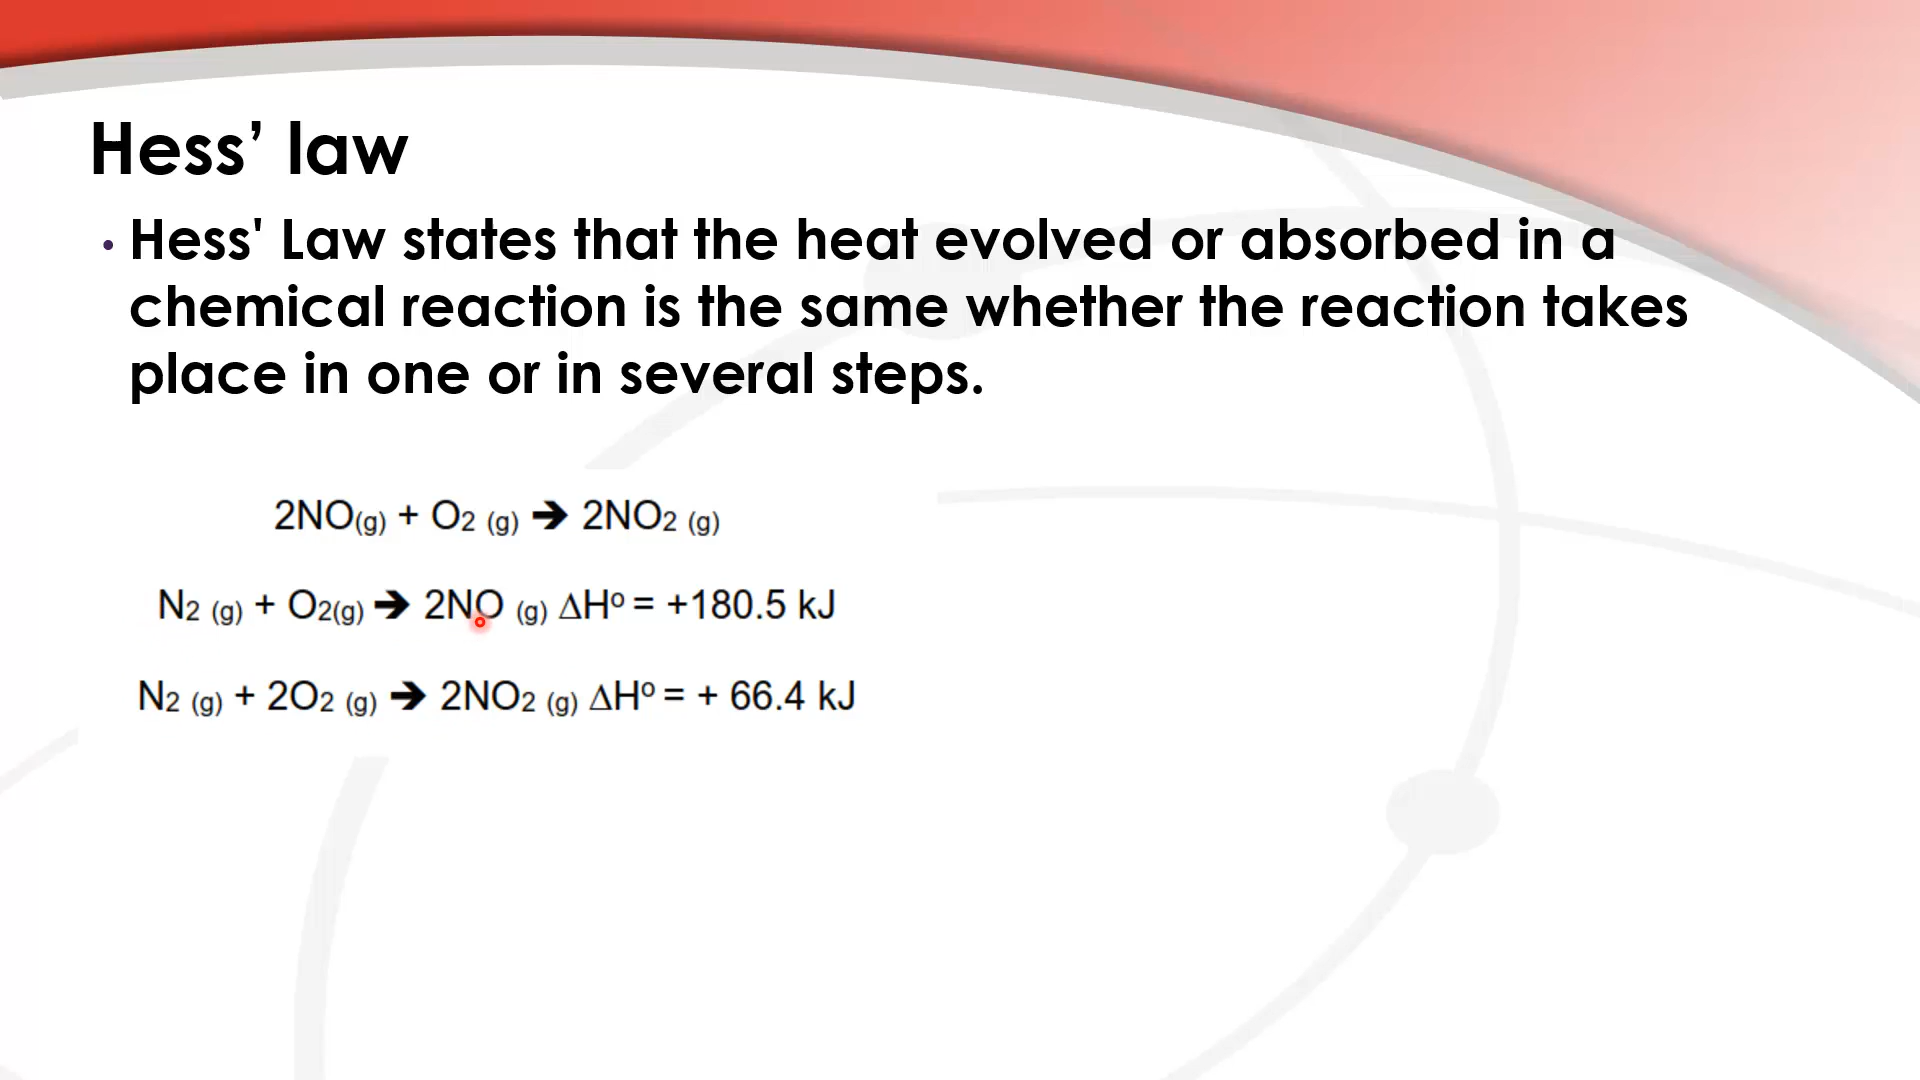 Hess’ law
• Hess' Law states that the heat evolved or absorbed in a
chemical reaction is the same whether the reaction takes
place in one or in several steps.
2NO(g) + O2 (g) ➔ 2NO2 (g)
N2 (g) + O2(g) ➔ 2NO (g) ΔHº = +180.5 kJ
N2 (g) + 2O2 (g) ➔ 2NO2 (g) ΔHº = + 66.4 kJ